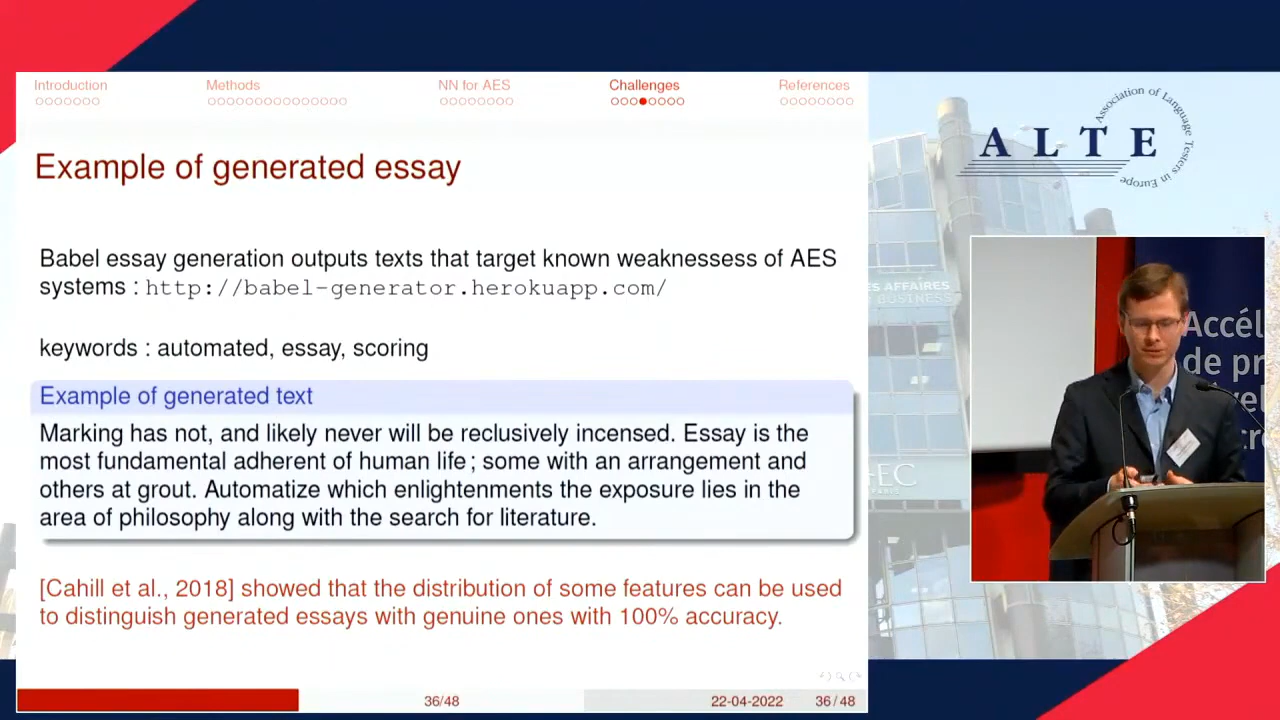 Introduction
Methods
NN for AES
Challenges
References
Example of generated essay
Babel essay generation outputs texts that target known weaknessess of AES
systems : http://babel-generator.herokuapp.com/
keywords : automated, essay, scoring
Example of generated text
Marking has not, and likely never will be reclusively incensed. Essay is the
most fundamental adherent of human life ; some with an arrangement and
others at grout. Automatize which enlightenments the exposure lies in the
area of philosophy along with the search for literature.
[Cahill et al., 2018] showed that the distribution of some features can be used
to distinguish generated essays with genuine ones with 100% accuracy.
36/48
22-04-2022
36 / 48
ALTE
Association of Language Testers in Europe
ES AFFAIRES
BUSTNESS
Accél
de pr